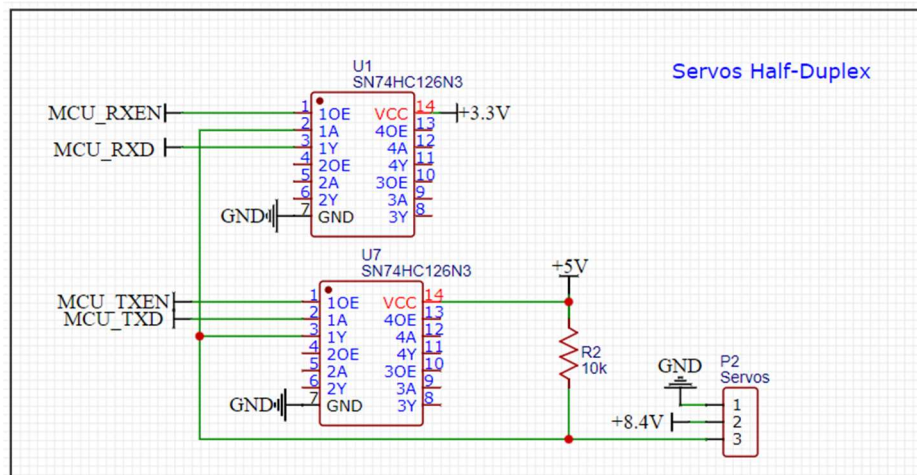 Servos Half-Duplex
U1
SN74HC126N3
MCU_RXEN 1 1OE VCC 14 +3.3V
2 1A 4OE 13
MCU_RXD 3 1Y 4A 12
4 2OE 4Y 11
5 2A 3OE 10
6 2Y 3A 9
GND 7 GND 3Y 8
U7
SN74HC126N3
+5V
MCU_TXEN 1 1OE VCC 14
MCU_TXD 2 1A 4OE 13
3 1Y 4A 12
4 2OE 4Y 11
5 2A 3OE 10
6 2Y 3A 9
GND 7 GND 3Y 8
R2
10k
P2
Servos
GND 1
+8.4V 2
3